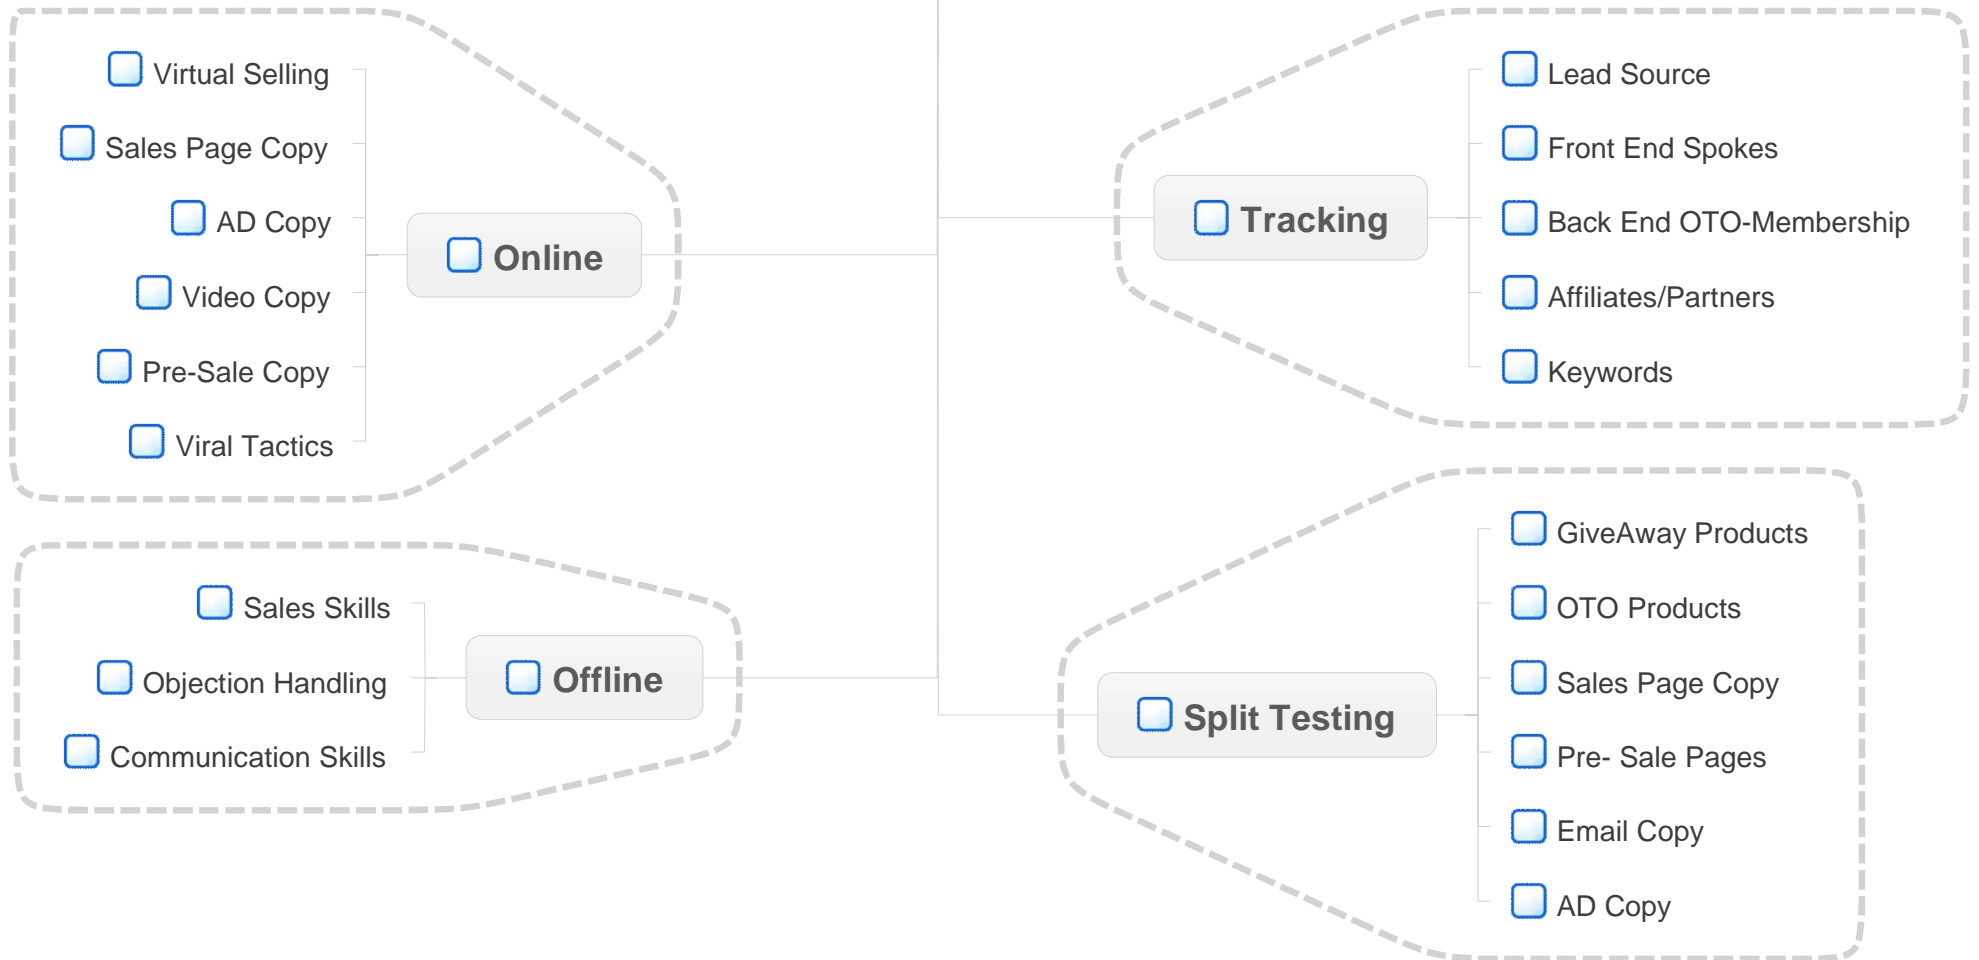 Virtual Selling
Sales Page Copy
AD Copy
Video Copy
Pre-Sale Copy
Viral Tactics
Online
Sales Skills
Objection Handling
Communication Skills
Offline
Tracking
Lead Source
Front End Spokes
Back End OTO-Membership
Affiliates/Partners
Keywords
Split Testing
GiveAway Products
OTO Products
Sales Page Copy
Pre- Sale Pages
Email Copy
AD Copy